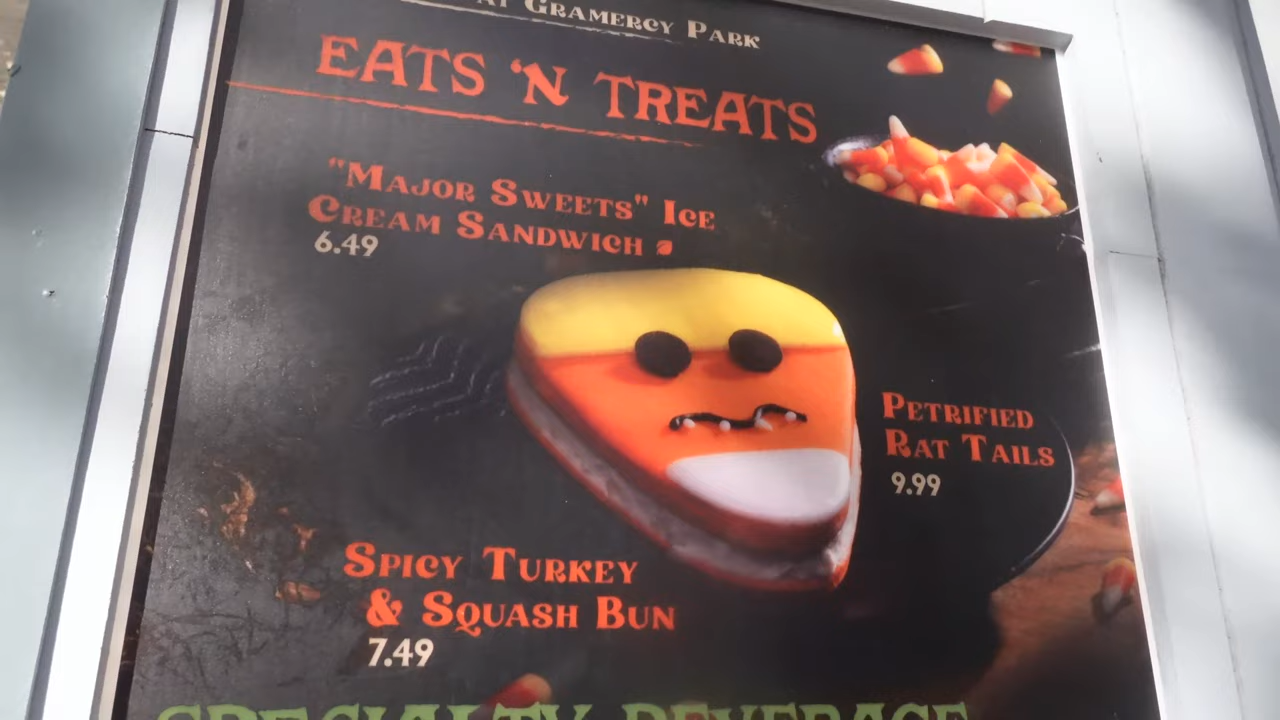 AT GRAMERCY PARK
EATS 'N TREATS
"MAJOR SWEETS" ICE
CREAM SANDWICH
6.49
PETRIFIED
RAT TAILS
9.99
SPICY TURKEY
& SQUASH BUN
7.49
SPECIALTY BEVERAGE